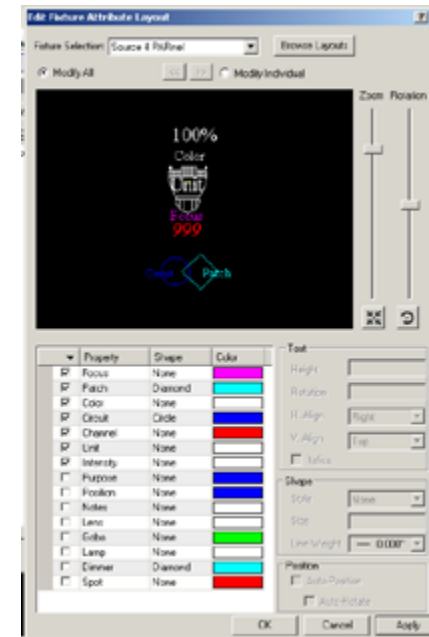 Edit Fixture Attribute Layout
Fixture Selection: Source 4 PARnel Browse Layouts
Modify All << >> Modify Individual
Zoom Rotation
100%
Color
Unit
Focus
999
Circuit Patch
Property Shape Color
Focus None
Patch Diamond
Color None
Circuit Circle
Channel None
Unit None
Intensity None
Purpose None
Position None
Notes None
Lens None
Gobo None
Lamp None
Dimmer Diamond
Spot None
Text
Height
Rotation
H. Align Right
V. Align Top
Italics
Shape
Style None
Size
Line Weight 0.000"
Position
Auto-Position
Auto-Rotate
OK Cancel Apply